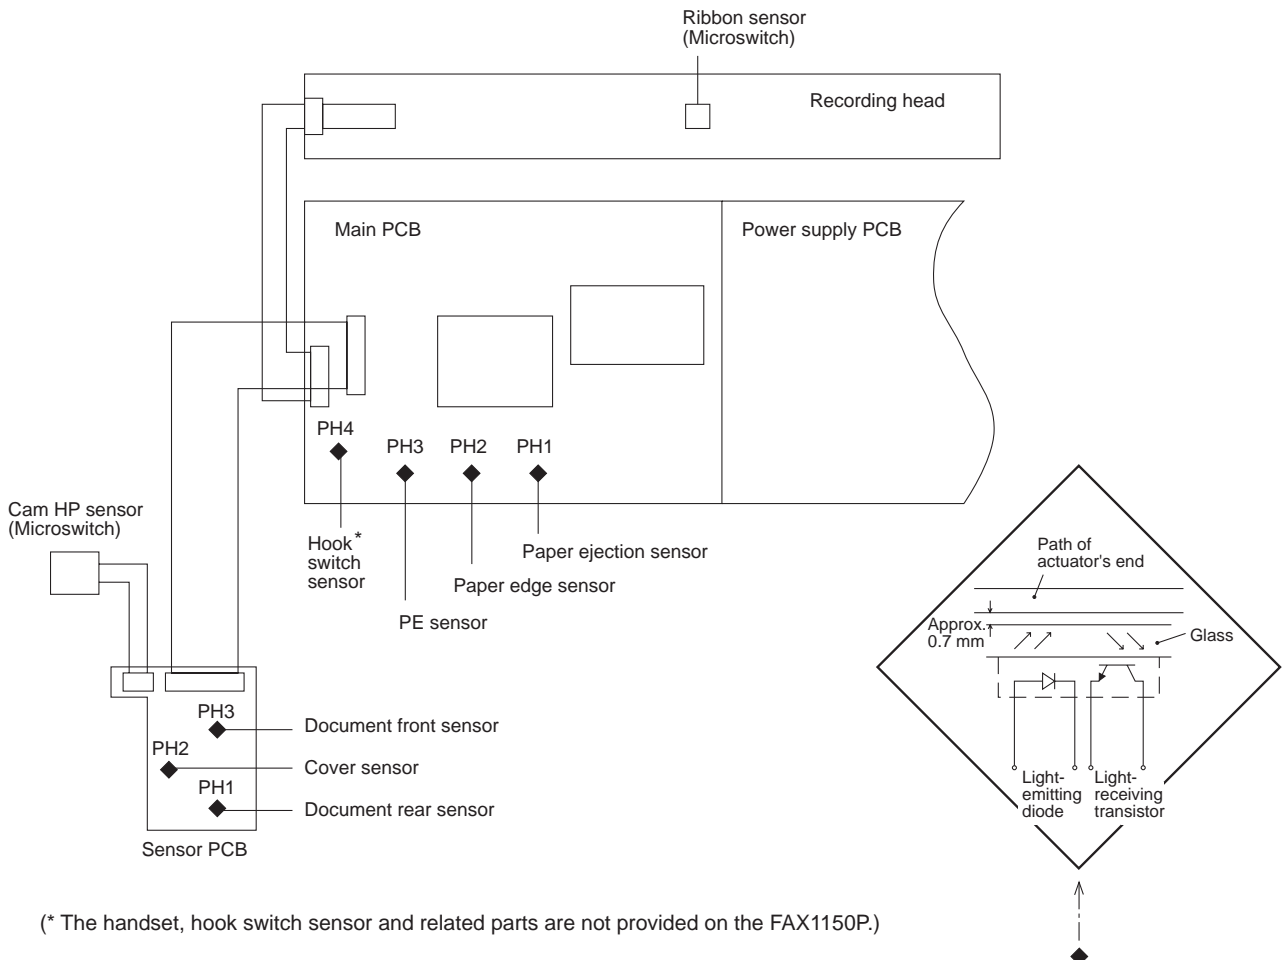 Ribbon sensor
(Microswitch)
Recording head
Main PCB
Power supply PCB
PH4
PH3
PH2
PH1
Cam HP sensor
(Microswitch)
Hook*
switch
sensor
Paper ejection sensor
Paper edge sensor
PE sensor
Path of
actuator's end
Approx.
0.7 mm
Glass
Light-
emitting
diode
Light-
receiving
transistor
PH3
Document front sensor
PH2
Cover sensor
PH1
Document rear sensor
Sensor PCB
(* The handset, hook switch sensor and related parts are not provided on the FAX1150P.)